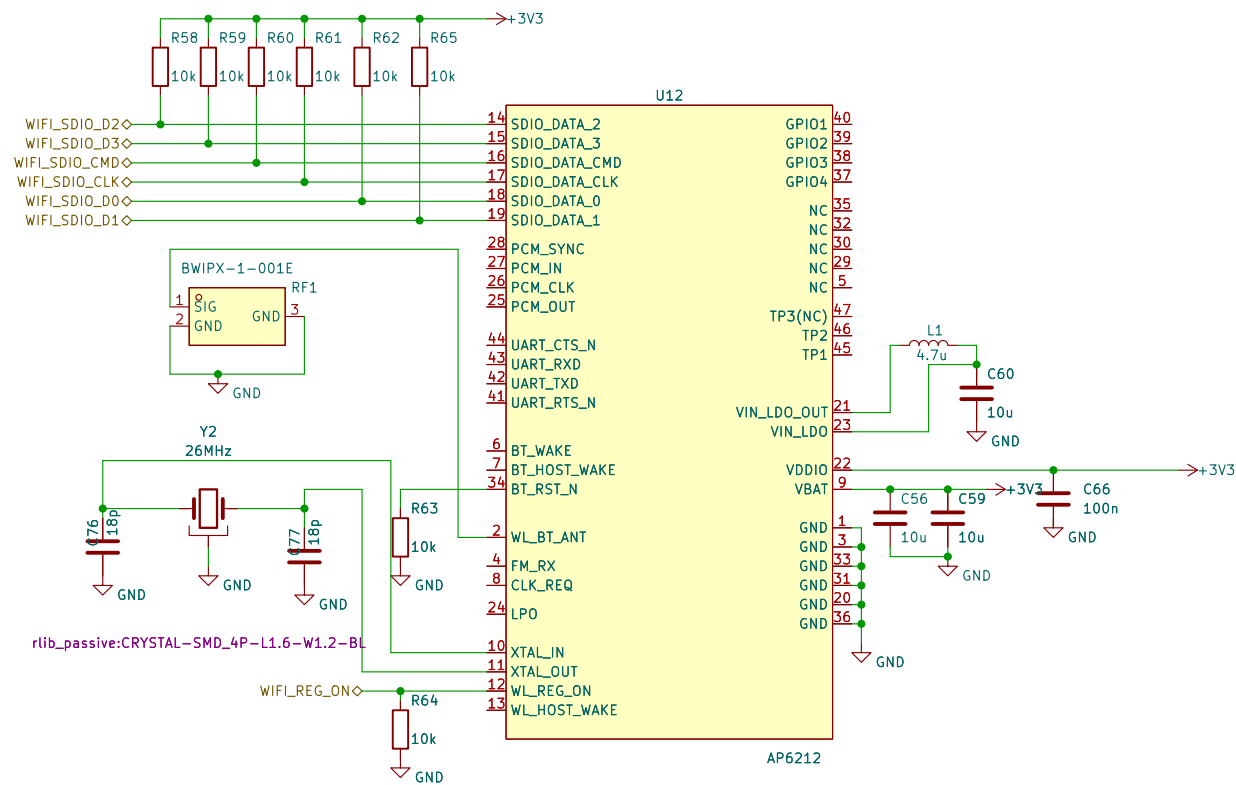 +3V3
R58
R59
R60
R61
R62
R65
10k
10k
10k
10k
10k
10k
U12
WIFI_SDIO_D2
WIFI_SDIO_D3
WIFI_SDIO_CMD
WIFI_SDIO_CLK
WIFI_SDIO_D0
WIFI_SDIO_D1
14 SDIO_DATA_2
15 SDIO_DATA_3
16 SDIO_DATA_CMD
17 SDIO_DATA_CLK
18 SDIO_DATA_0
19 SDIO_DATA_1
28 PCM_SYNC
27 PCM_IN
26 PCM_CLK
25 PCM_OUT
44 UART_CTS_N
43 UART_RXD
42 UART_TXD
41 UART_RTS_N
6 BT_WAKE
7 BT_HOST_WAKE
34 BT_RST_N
2 WL_BT_ANT
4 FM_RX
8 CLK_REQ
24 LPO
10 XTAL_IN
11 XTAL_OUT
12 WL_REG_ON
13 WL_HOST_WAKE
GPIO1 40
GPIO2 39
GPIO3 38
GPIO4 37
NC 35
NC 32
NC 30
NC 29
NC 5
TP3(NC) 47
TP2 46
TP1 45
VIN_LDO_OUT 21
VIN_LDO 23
VDDIO 22
VBAT 9
GND 1
GND 3
GND 33
GND 31
GND 20
GND 36
AP6212
BWIPX-1-001E
RF1
1 SIG
2 GND
GND 3
GND
Y2
26MHz
C76
18p
GND
GND
C77
18p
GND
R63
10k
GND
rlib_passive:CRYSTAL-SMD_4P-L1.6-W1.2-BL
WIFI_REG_ON
R64
10k
GND
L1
4.7u
C60
10u
GND
+3V3
+3V3
C56
10u
C59
10u
GND
C66
100n
GND
GND